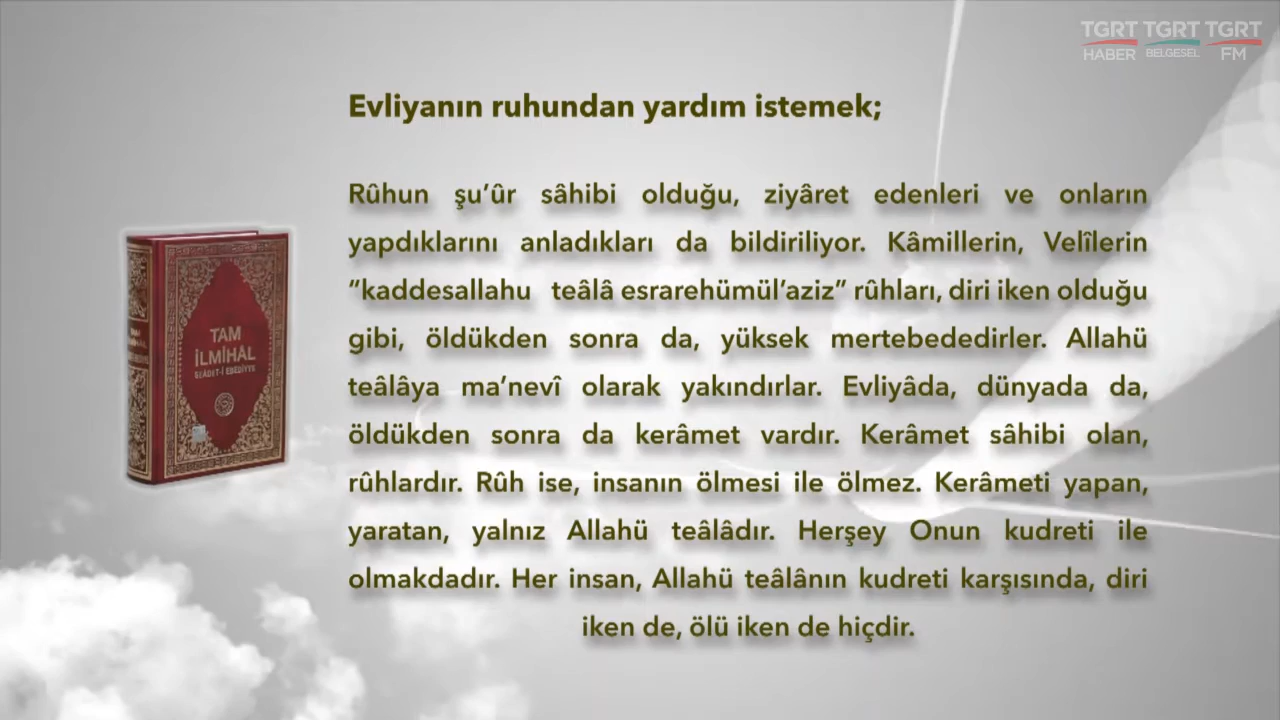 TGRT TGRT TGRT
HABER BELGESEL FM
Evliyanın ruhundan yardım istemek;
Rûhun şu’ûr sâhibi olduğu, ziyâret edenleri ve onların
yapdıklarını anladıkları da bildiriliyor. Kâmillerin, Velîlerin
“kaddesallahu teâlâ esrarehümül’aziz” rûhları, diri iken olduğu
gibi, öldükden sonra da, yüksek mertebededirler. Allahü
teâlâya ma’nevî olarak yakındırlar. Evliyâda, dünyada da,
öldükden sonra da kerâmet vardır. Kerâmet sâhibi olan,
rûhlardır. Rûh ise, insanın ölmesi ile ölmez. Kerâmeti yapan,
yaratan, yalnız Allahü teâlâdır. Herşey Onun kudreti ile
olmakdadır. Her insan, Allahü teâlânın kudreti karşısında, diri
iken de, ölü iken de hiçdir.
TAM
İLMİHÂL
SEÂDET-İ EBEDİYYE